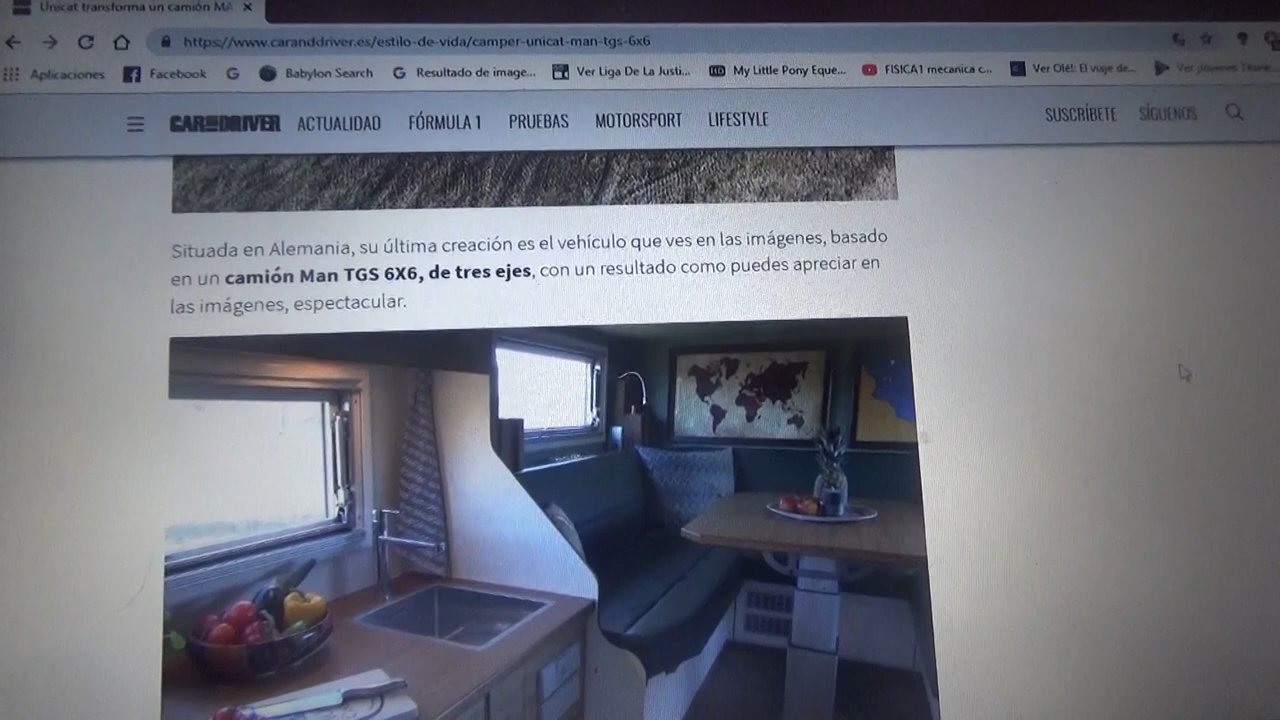 Unicat transforma un camión MA
https://www.caranddriver.es/estilo-de-vida/camper-unicat-man-tgs-6x6
Aplicaciones Facebook Babylon Search Resultado de image... Ver Liga De La Justi... My Little Pony Eque... FISICA1 mecanica c... Ver Olé!: El viaje de...
CAR AND DRIVER ACTUALIDAD FÓRMULA 1 PRUEBAS MOTORSPORT LIFESTYLE SUSCRÍBETE SÍGUENOS
Situada en Alemania, su última creación es el vehículo que ves en las imágenes, basado
en un camión Man TGS 6X6, de tres ejes, con un resultado como puedes apreciar en
las imágenes, espectacular.